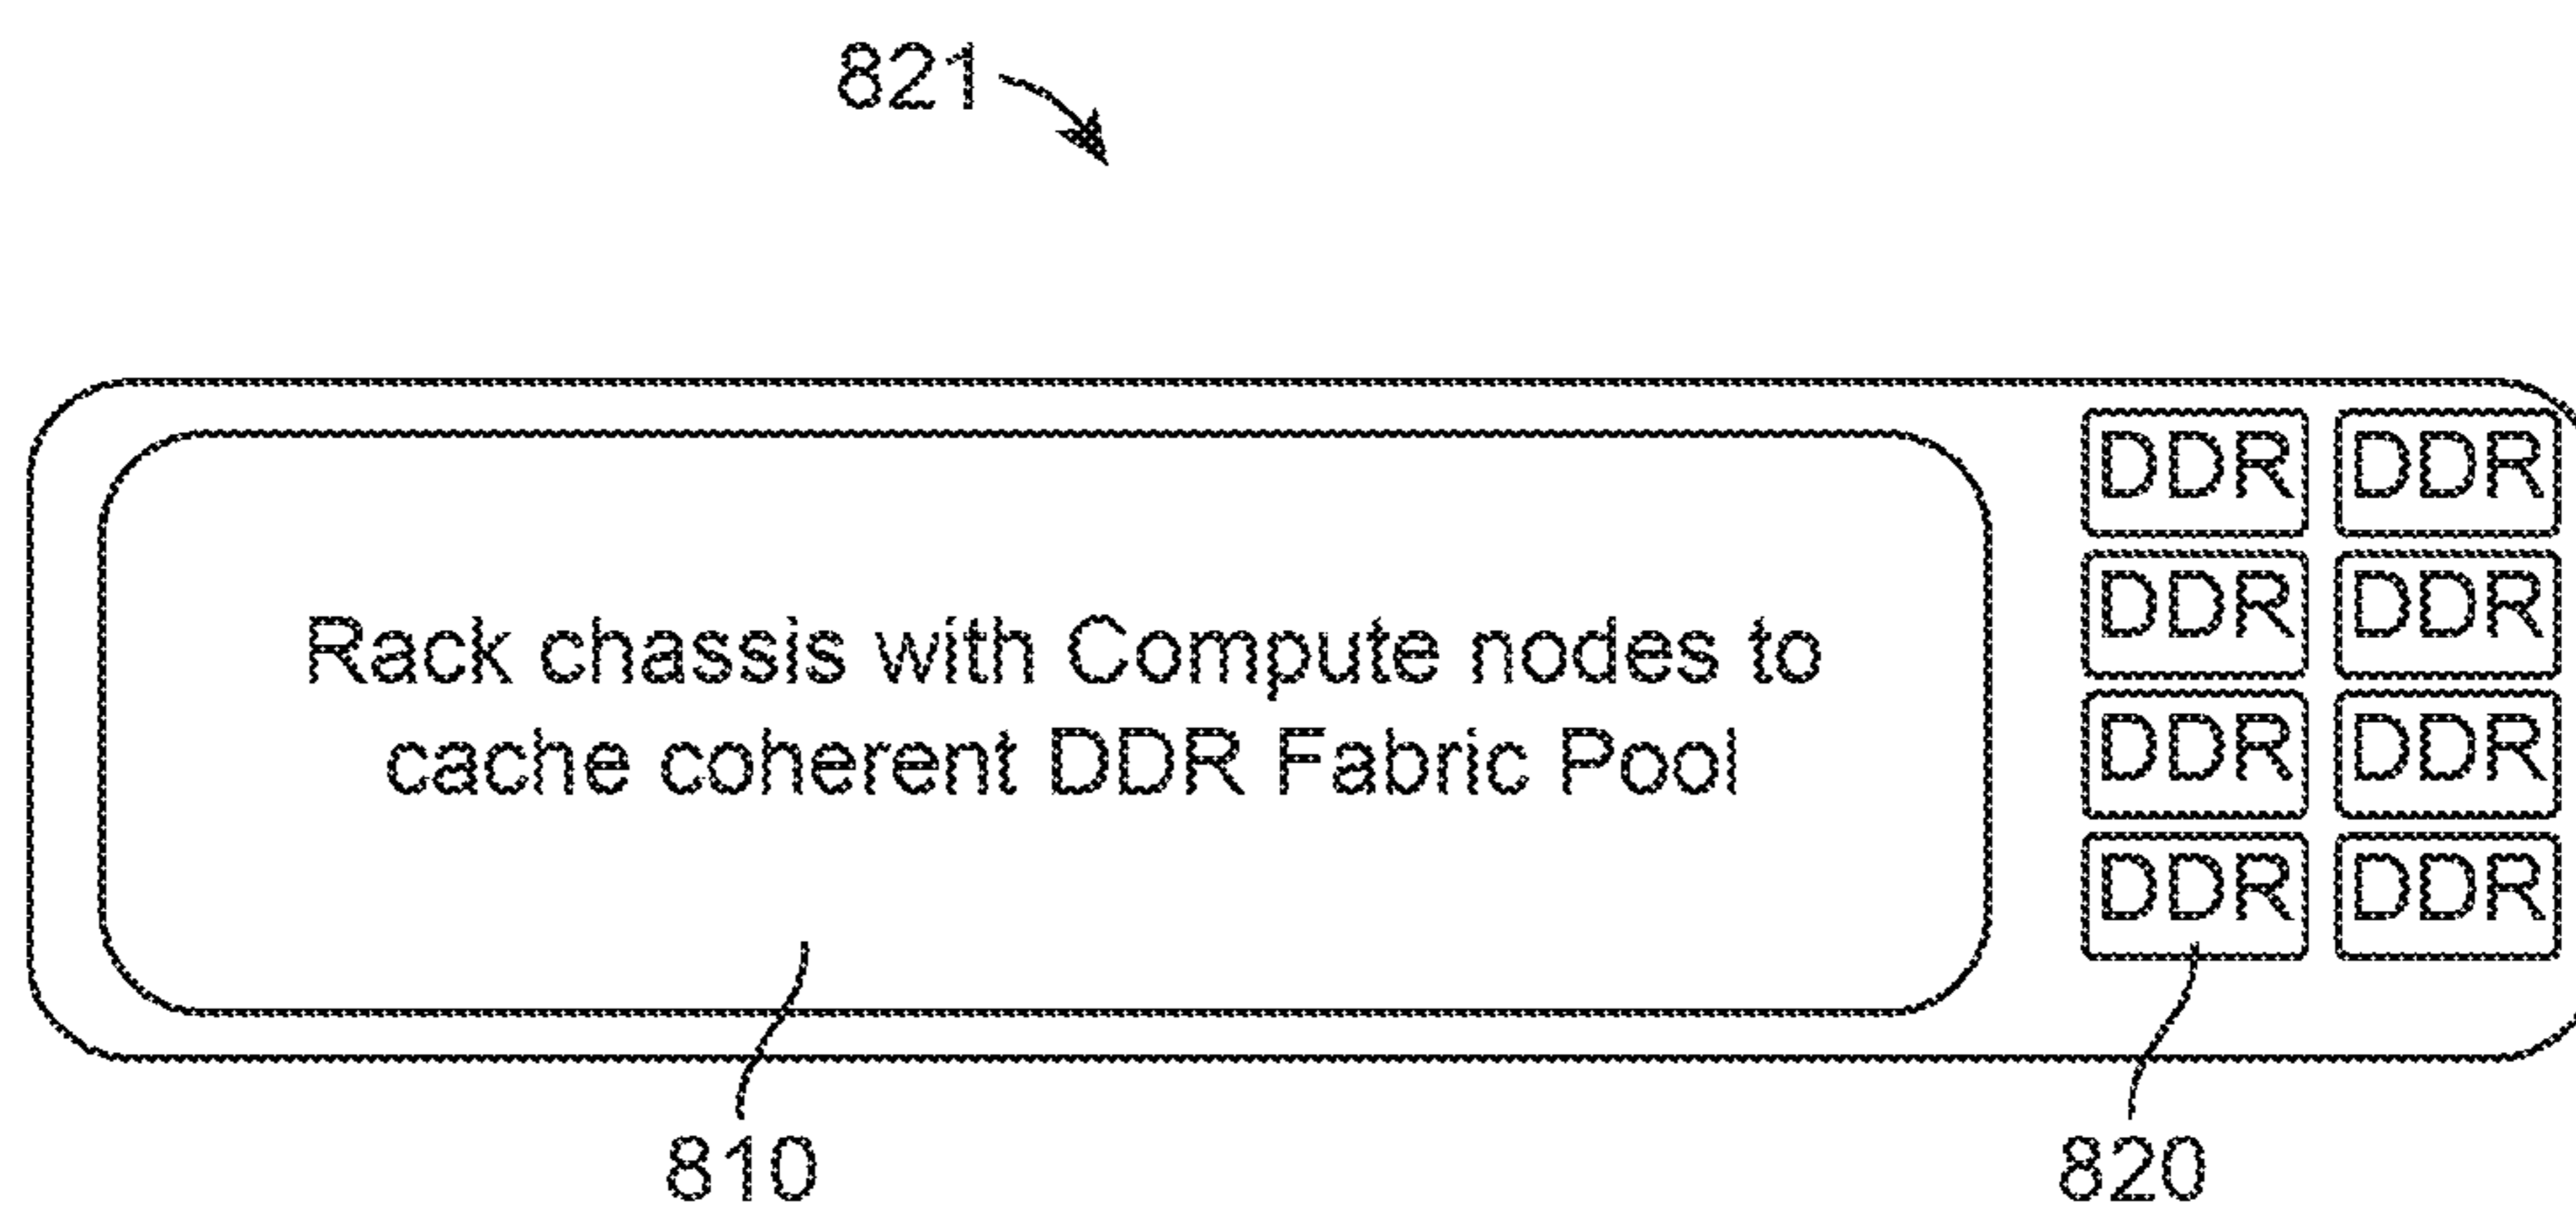 821
DDR DDR
DDR DDR
Rack chassis with Compute nodes to
cache coherent DDR Fabric Pool
DDR DDR
DDR DDR
810
820